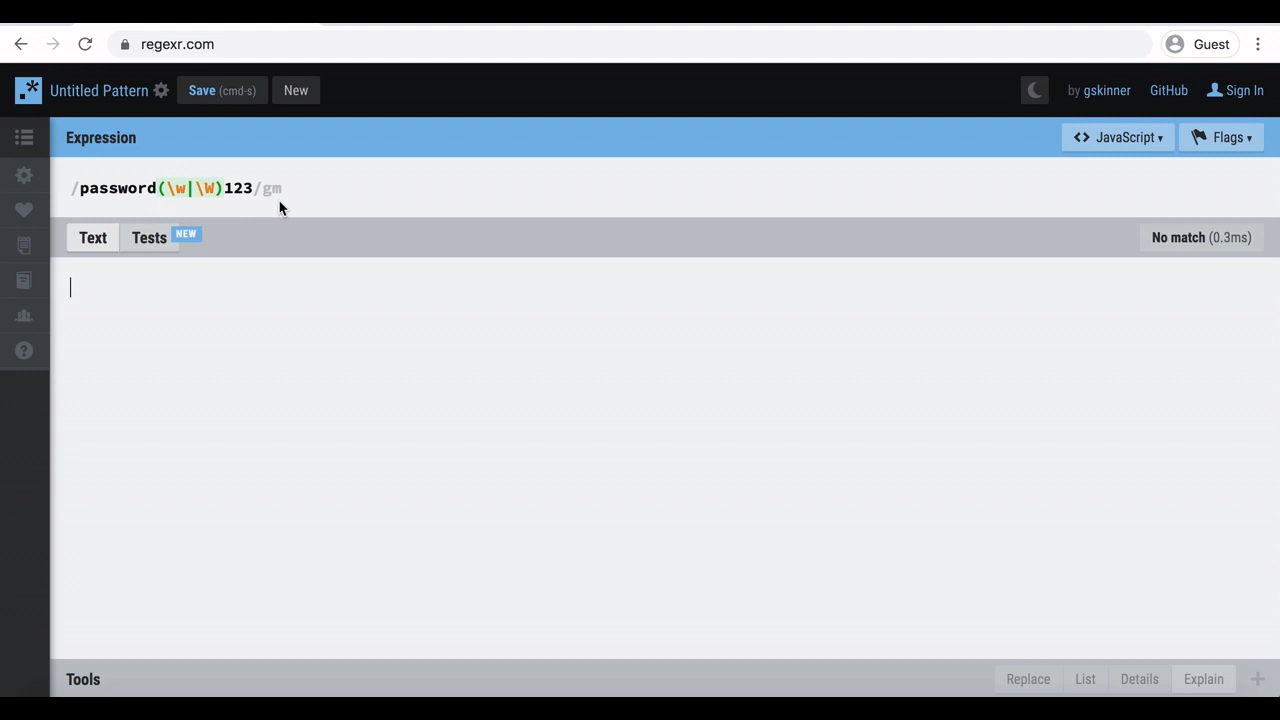 regexr.com
Guest
.*
Untitled Pattern
Save (cmd-s)
New
by gskinner
GitHub
Sign In
Expression
<> JavaScript ▾
Flags ▾
/password(\w|\W)123/gm
Text
Tests
NEW
No match (0.3ms)
?
Tools
Replace
List
Details
Explain
+